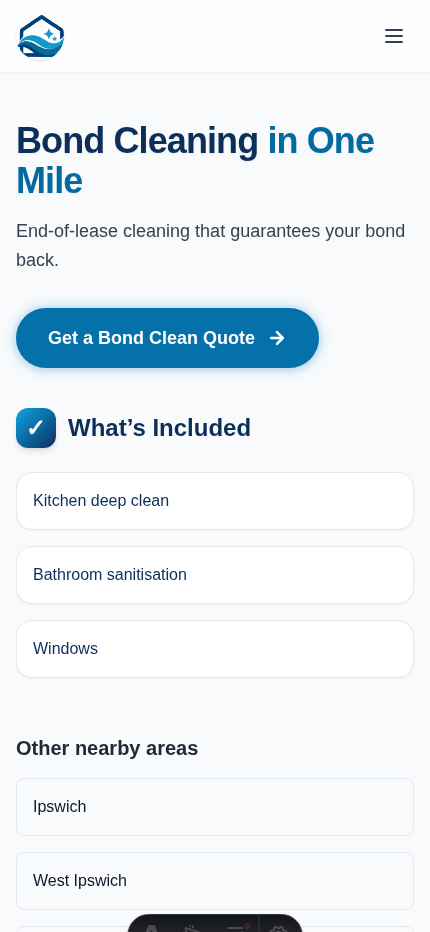 Bond Cleaning in One
Mile
End-of-lease cleaning that guarantees your bond
back.
Get a Bond Clean Quote
What’s Included
Kitchen deep clean
Bathroom sanitisation
Windows
Other nearby areas
Ipswich
West Ipswich